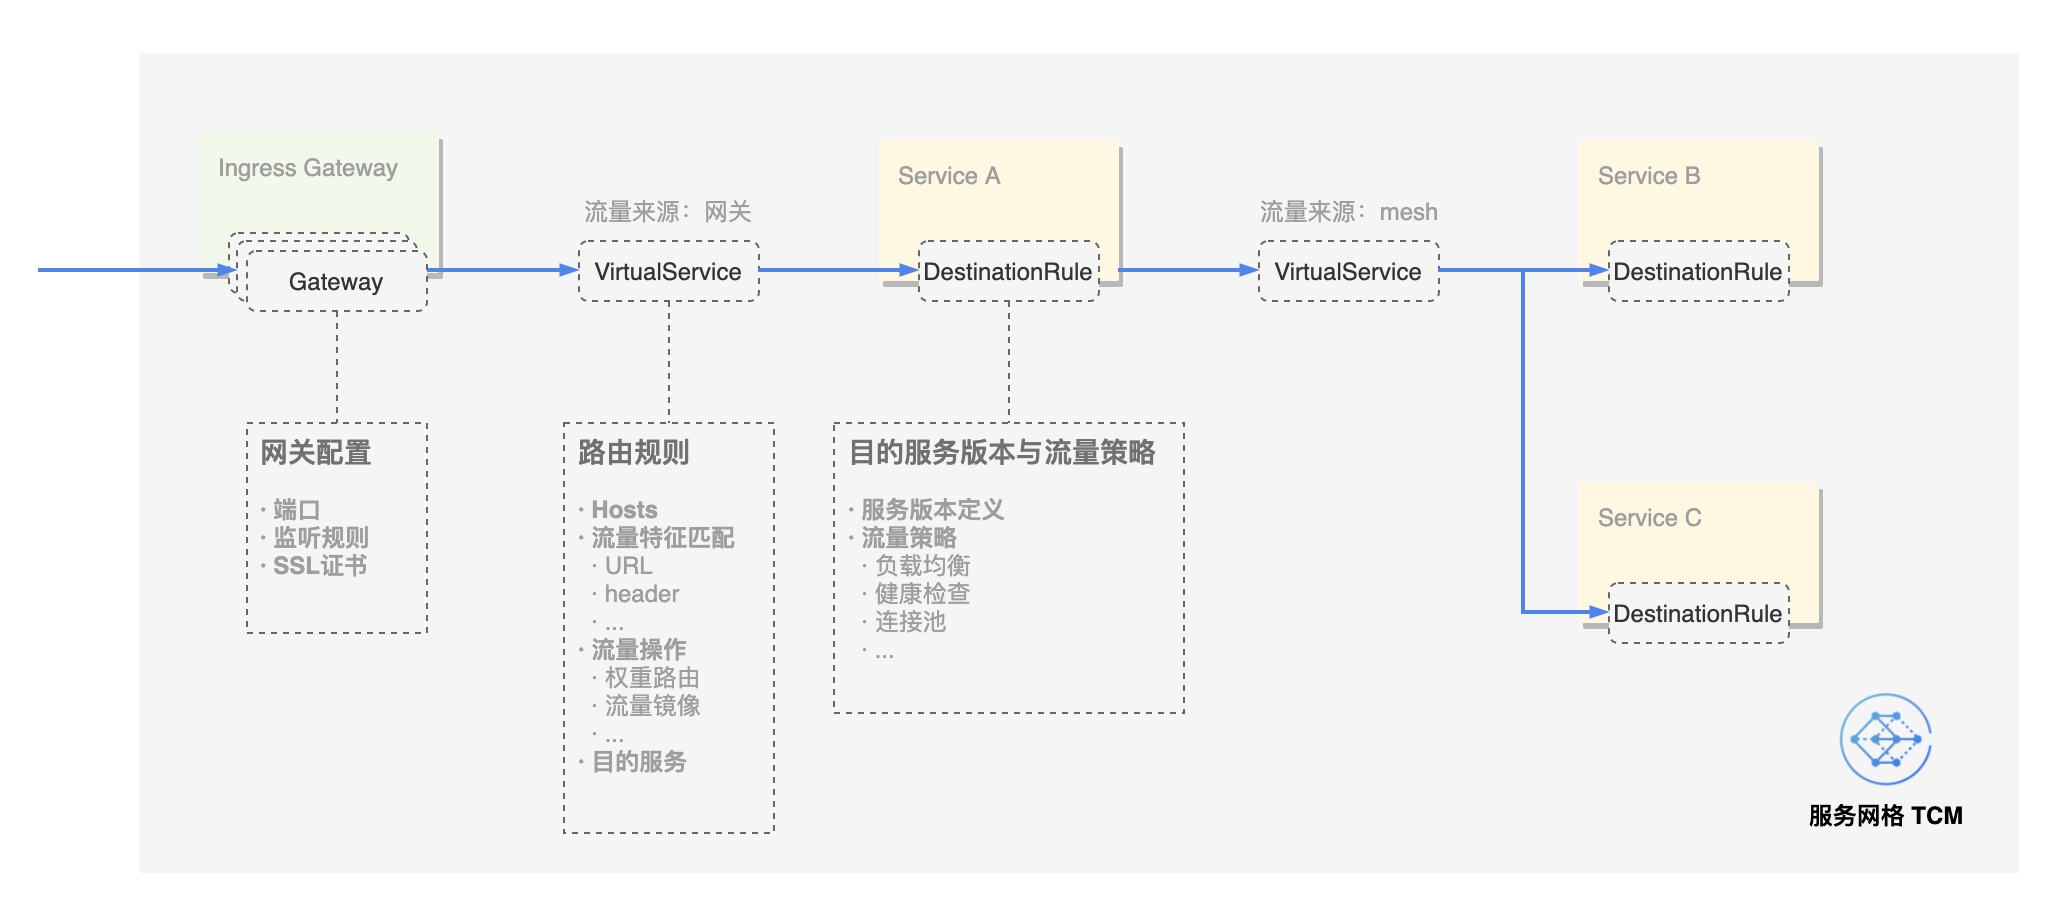 Ingress Gateway
Gateway
流量来源：网关
VirtualService
Service A
DestinationRule
流量来源：mesh
VirtualService
Service B
DestinationRule
网关配置
· 端口
· 监听规则
· SSL证书
路由规则
· Hosts
· 流量特征匹配
· URL
· header
· ...
· 流量操作
· 权重路由
· 流量镜像
· ...
· 目的服务
目的服务版本与流量策略
· 服务版本定义
· 流量策略
· 负载均衡
· 健康检查
· 连接池
· ...
Service C
DestinationRule
服务网格 TCM